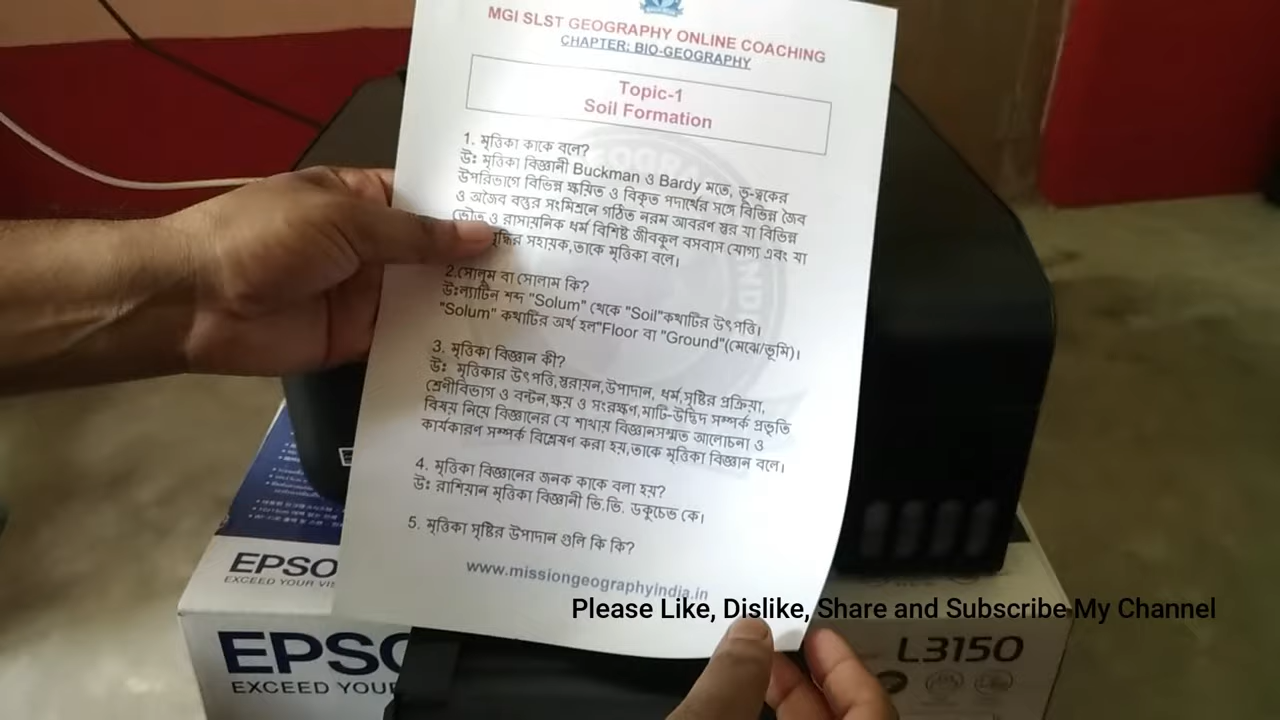 MGI SLST GEOGRAPHY ONLINE COACHING
CHAPTER: BIO-GEOGRAPHY
Topic-1
Soil Formation
1. মৃত্তিকা কাকে বলে?
উঃ মৃত্তিকা বিজ্ঞানী Buckman ও Bardy মতে, ভূ-ত্বকের
উপরিভাগে বিভিন্ন ক্ষয়িত ও বিকৃত পদার্থের সঙ্গে বিভিন্ন জৈব
ও অজৈব বস্তুর সংমিশ্রনে গঠিত নরম আবরণ স্তর যা বিভিন্ন
ভৌত ও রাসায়নিক ধর্ম বিশিষ্ট জীবকুল বসবাস যোগ্য এবং যা
বৃদ্ধির সহায়ক,তাকে মৃত্তিকা বলে।
2.সোলুম বা সোলাম কি?
উঃল্যাটিন শব্দ "Solum" থেকে "Soil"কথাটির উৎপত্তি।
"Solum" কথাটির অর্থ হল"Floor বা "Ground"(মেঝে/ভূমি)।
3. মৃত্তিকা বিজ্ঞান কী?
উঃ মৃত্তিকার উৎপত্তি,স্তরায়ন,উপাদান, ধর্ম,সৃষ্টির প্রক্রিয়া,
শ্রেণীবিভাগ ও বন্টন,ক্ষয় ও সংরক্ষণ,মাটি-উদ্ভিদ সম্পর্ক প্রভৃতি
বিষয় নিয়ে বিজ্ঞানের যে শাখায় বিজ্ঞানসম্মত আলোচনা ও
কার্যকারণ সম্পর্ক বিশ্লেষণ করা হয়,তাকে মৃত্তিকা বিজ্ঞান বলে।
4. মৃত্তিকা বিজ্ঞানের জনক কাকে বলা হয়?
উঃ রাশিয়ান মৃত্তিকা বিজ্ঞানী ভি.ভি. ডকুচেভ কে।
5. মৃত্তিকা সৃষ্টির উপাদান গুলি কি কি?
www.missiongeographyindia.in
Please Like, Dislike, Share and Subscribe My Channel
EPSO
EXCEED YOUR VIS
EPSO
EXCEED YOUR
L3150